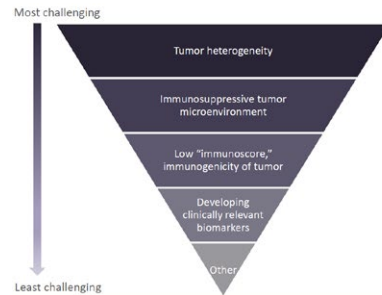 Most challenging
Tumor heterogeneity
Immunosuppressive tumor
microenvironment
Low “immunoscore,”
immunogenicity of tumor
Developing
clinically relevant
biomarkers
Other
Least challenging